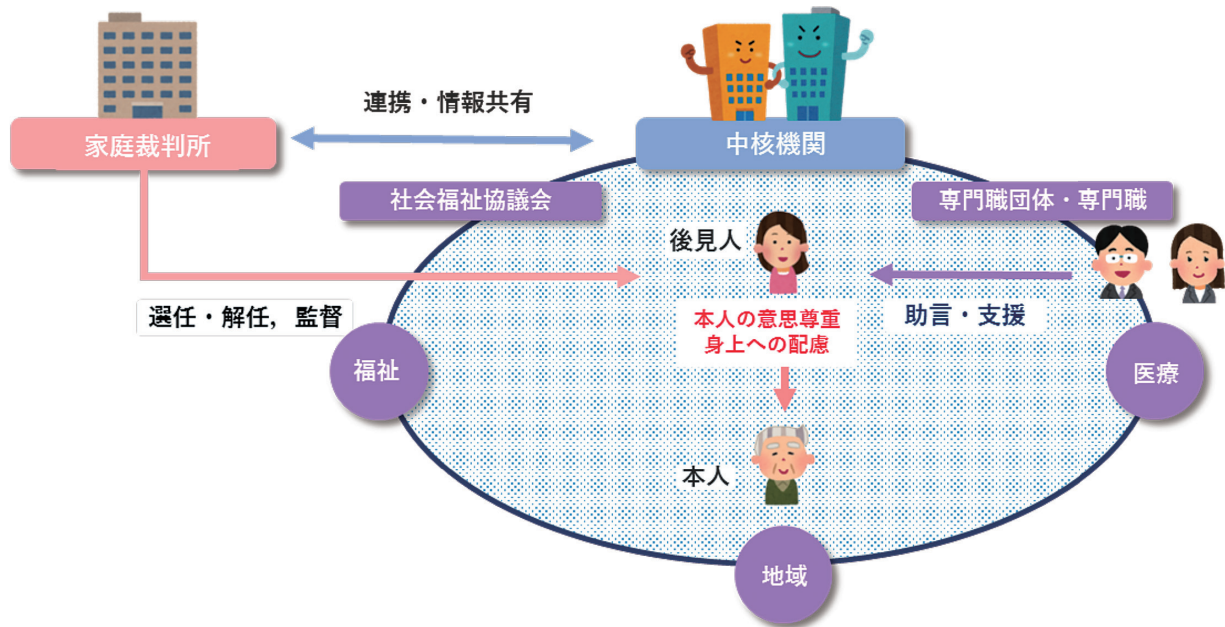 連携・情報共有
家庭裁判所
中核機関
社会福祉協議会
専門職団体・専門職
後見人
選任・解任，監督
本人の意思尊重
身上への配慮
助言・支援
福祉
医療
本人
地域